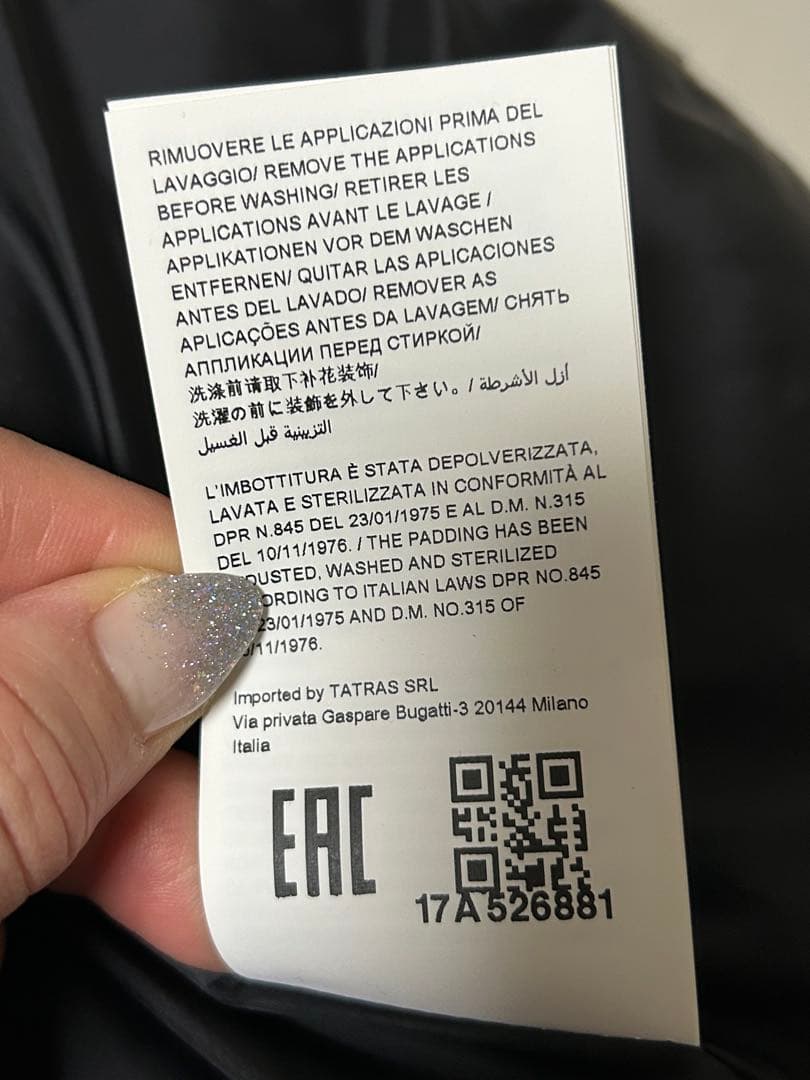 RIMUOVERE LE APPLICAZIONI PRIMA DEL
LAVAGGIO/ REMOVE THE APPLICATIONS
BEFORE WASHING/ RETIRER LES
APPLICATIONS AVANT LE LAVAGE /
APPLIKATIONEN VOR DEM WASCHEN
ENTFERNEN/ QUITAR LAS APLICACIONES
ANTES DEL LAVADO/ REMOVER AS
APLICAÇÕES ANTES DA LAVAGEM/ СНЯТЬ
АППЛИКАЦИИ ПЕРЕД СТИРКОЙ/
洗涤前请取下补花装饰/
洗濯の前に装飾を外して下さい。/ أزل الأشرطة
التزيينية قبل الغسيل
L'IMBOTTITURA È STATA DEPOLVERIZZATA,
LAVATA E STERILIZZATA IN CONFORMITÀ AL
DPR N.845 DEL 23/01/1975 E AL D.M. N.315
DEL 10/11/1976. / THE PADDING HAS BEEN
WASHED AND STERILIZED
TO ITALIAN LAWS DPR NO.845
23/01/1975 AND D.M. NO.315 OF
/11/1976.
Imported by TATRAS SRL
Via privata Gaspare Bugatti-3 20144 Milano
Italia
EAC
17A526881